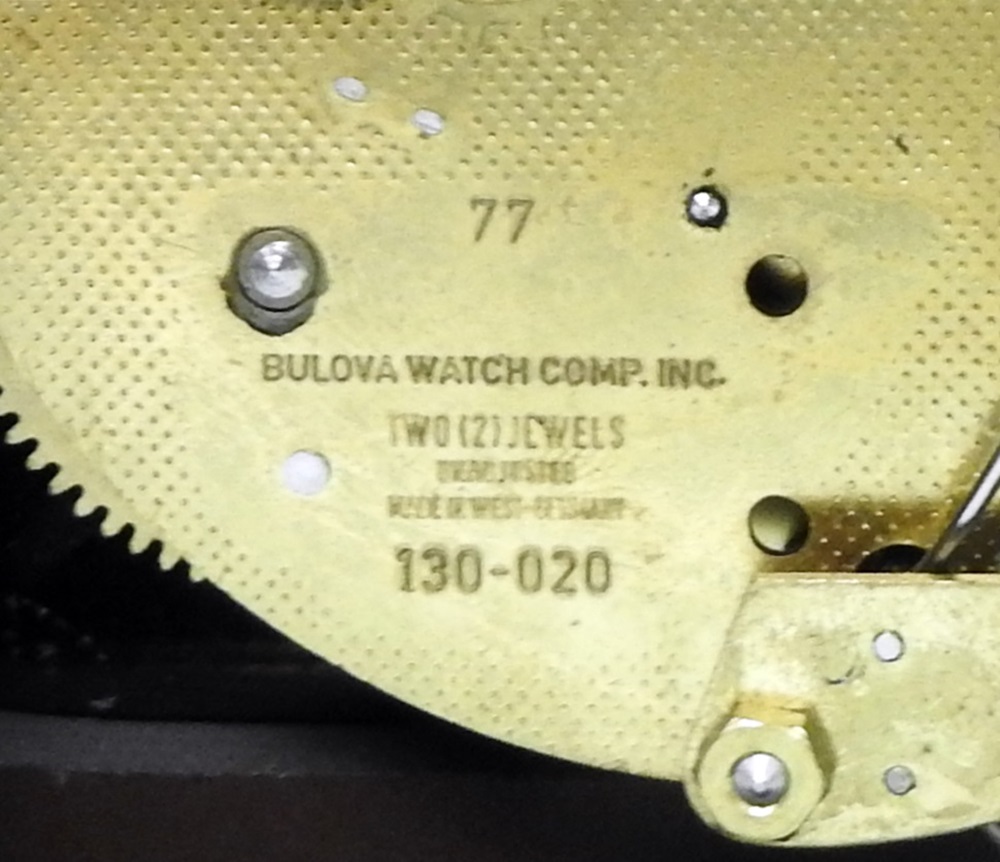 77
BULOVA WATCH COMP. INC.
TWO (2) JEWELS
UNADJUSTED
MADE IN WEST-GERMANY
130-020